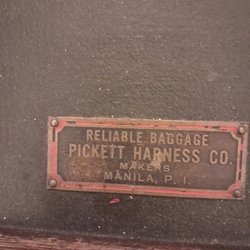 RELIABLE BAGGAGE
PICKETT HARNESS CO.
MAKERS
MANILA, P. I.